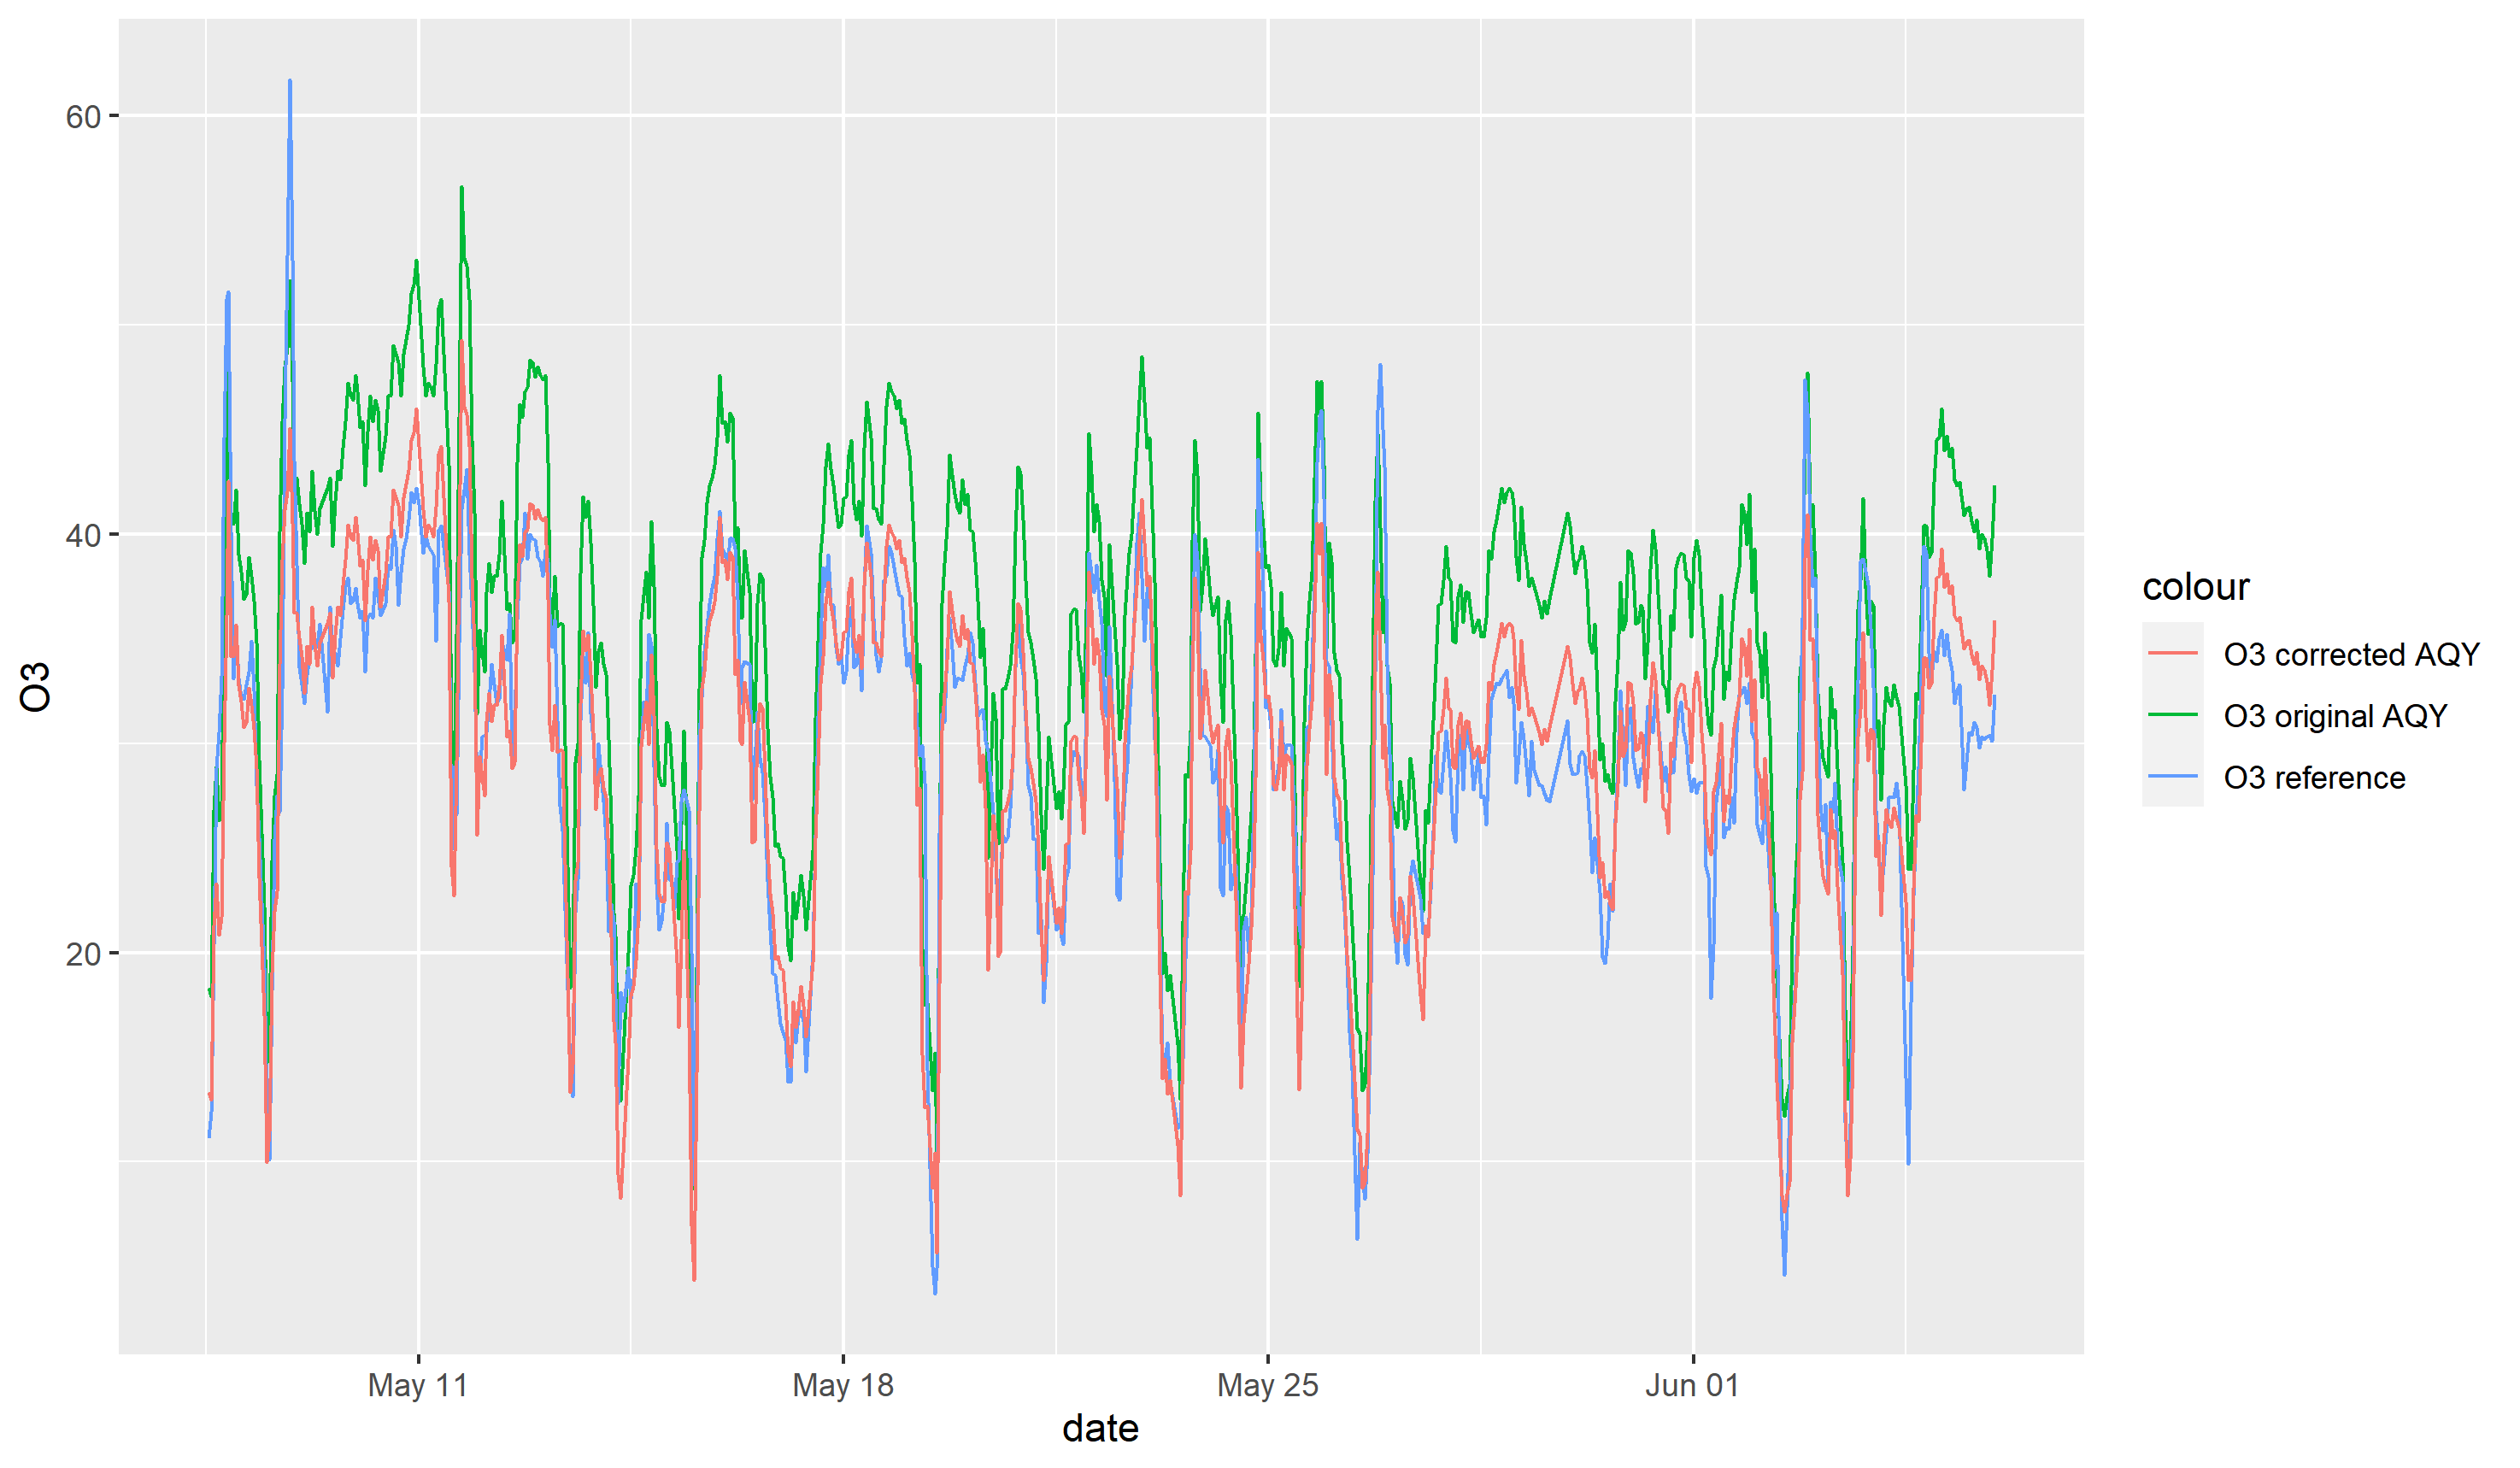 60
40
20
O3
May 11
May 18
May 25
Jun 01
date
colour
O3 corrected AQY
O3 original AQY
O3 reference